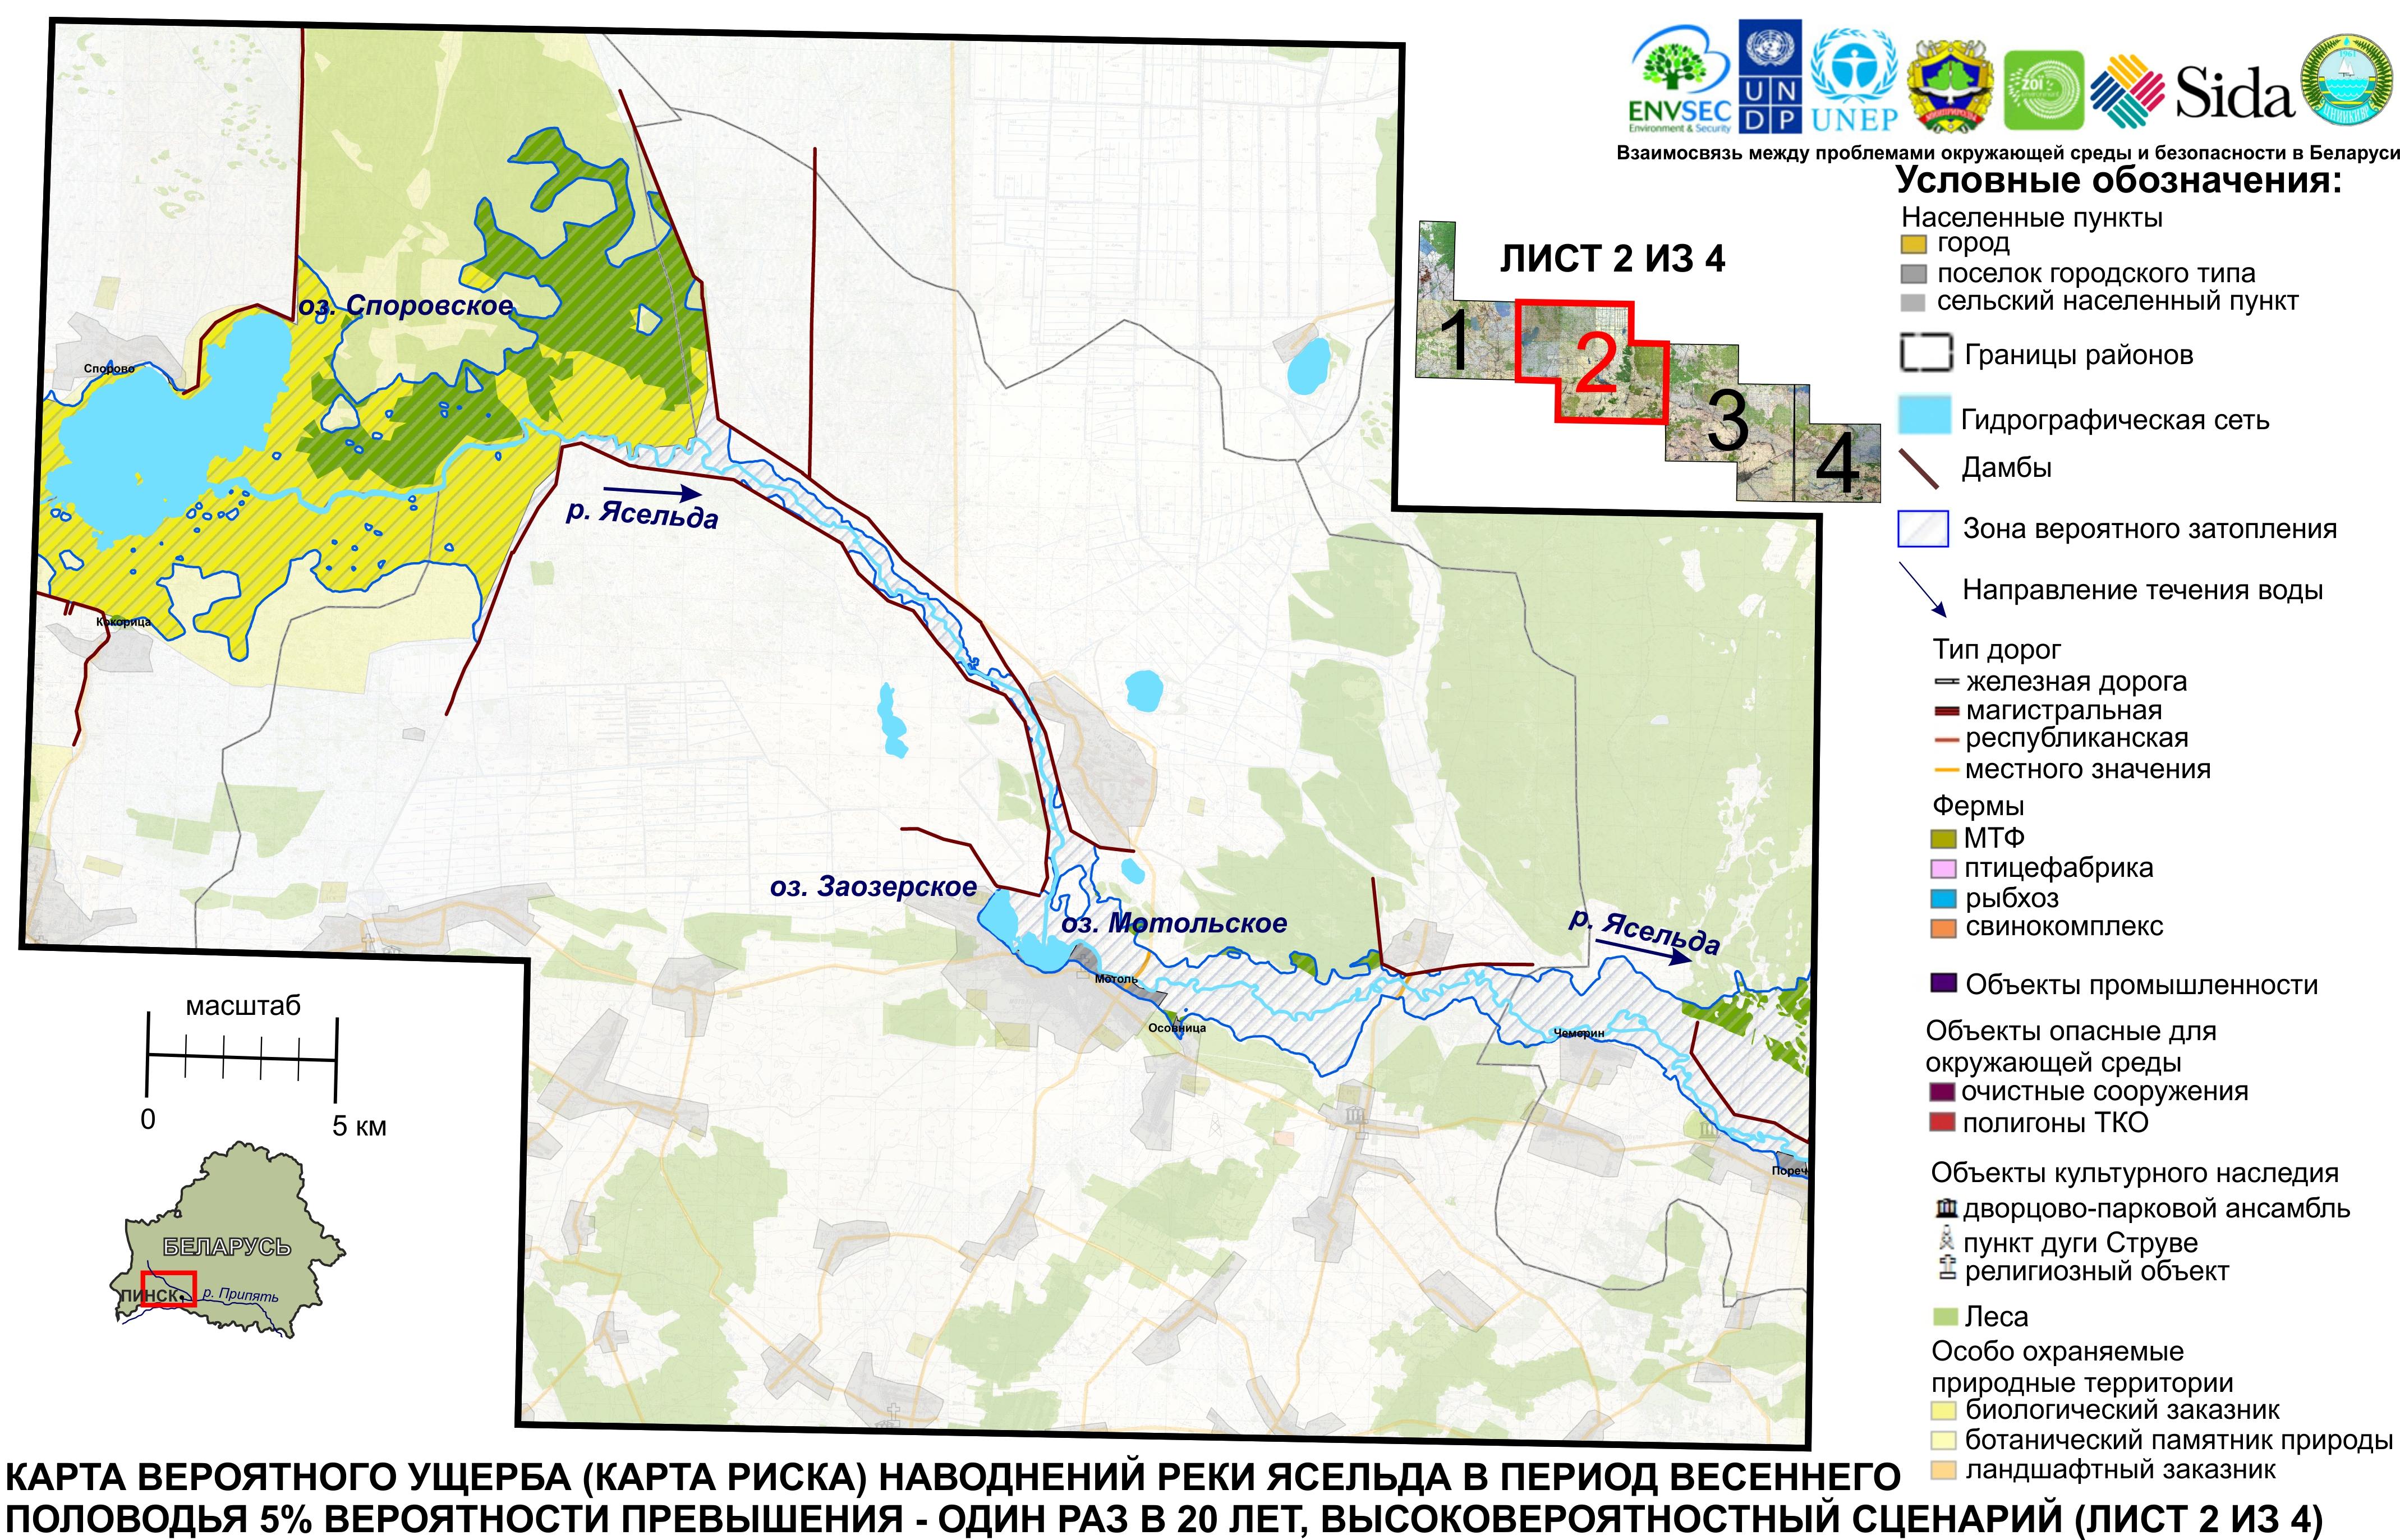 ENVSEC
Environment & Security
UN
DP
UNEP
ZOÏ
МИНПРИРОДЫ
Sida
1961
ЦНИИКИВР
Взаимосвязь между проблемами окружающей среды и безопасности в Беларуси
Условные обозначения:
Населенные пункты
город
поселок городского типа
сельский населенный пункт
Границы районов
Гидрографическая сеть
Дамбы
Зона вероятного затопления
Направление течения воды
Тип дорог
железная дорога
магистральная
республиканская
местного значения
Фермы
МТФ
птицефабрика
рыбхоз
свинокомплекс
Объекты промышленности
Объекты опасные для
окружающей среды
очистные сооружения
полигоны ТКО
Объекты культурного наследия
дворцово-парковой ансамбль
пункт дуги Струве
религиозный объект
Леса
Особо охраняемые
природные территории
биологический заказник
ботанический памятник природы
ландшафтный заказник
ЛИСТ 2 ИЗ 4
1
2
3
4
оз. Споровское
Спорово
р. Ясельда
Кокорица
оз. Заозерское
оз. Мотольское
р. Ясельда
Мотоль
Осовница
Чемерин
Пореч
масштаб
0
5 км
БЕЛАРУСЬ
ПИНСК
р. Припять
КАРТА ВЕРОЯТНОГО УЩЕРБА (КАРТА РИСКА) НАВОДНЕНИЙ РЕКИ ЯСЕЛЬДА В ПЕРИОД ВЕСЕННЕГО
ПОЛОВОДЬЯ 5% ВЕРОЯТНОСТИ ПРЕВЫШЕНИЯ - ОДИН РАЗ В 20 ЛЕТ, ВЫСОКОВЕРОЯТНОСТНЫЙ СЦЕНАРИЙ (ЛИСТ 2 ИЗ 4)